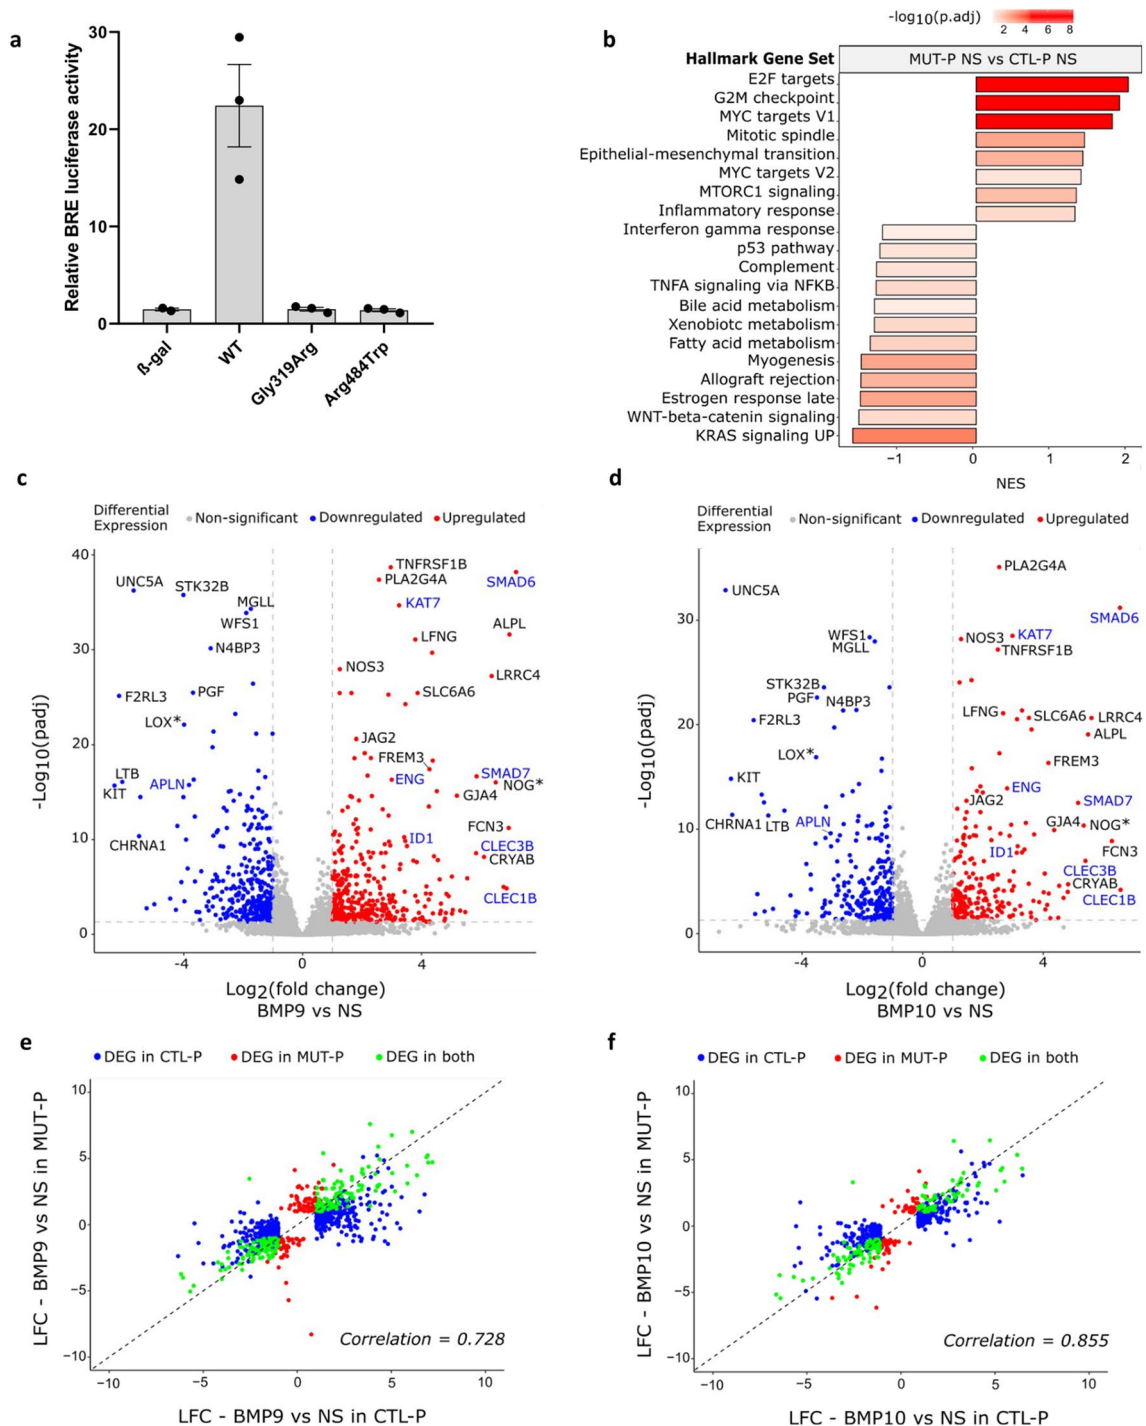 a
Relative BRE luciferase activity
30
20
10
0
ß-gal
WT
Gly319Arg
Arg484Trp
b
-log10(p.adj)
2 4 6 8
Hallmark Gene Set
MUT-P NS vs CTL-P NS
E2F targets
G2M checkpoint
MYC targets V1
Mitotic spindle
Epithelial-mesenchymal transition
MYC targets V2
MTORC1 signaling
Inflammatory response
Interferon gamma response
p53 pathway
Complement
TNFA signaling via NFKB
Bile acid metabolism
Xenobiotc metabolism
Fatty acid metabolism
Myogenesis
Allograft rejection
Estrogen response late
WNT-beta-catenin signaling
KRAS signaling UP
−1 0 1 2
NES
c
Differential
Expression
Non-significant
Downregulated
Upregulated
-Log10(padj)
40
30
20
10
0
UNC5A
STK32B
MGLL
WFS1
N4BP3
F2RL3
PGF
LOX*
LTB
APLN
KIT
CHRNA1
TNFRSF1B
PLA2G4A
SMAD6
KAT7
ALPL
LFNG
NOS3
LRRC4
SLC6A6
JAG2
FREM3
ENG
SMAD7
NOG*
GJA4
FCN3
ID1
CLEC3B
CRYAB
CLEC1B
-4 0 4
Log2(fold change)
BMP9 vs NS
d
Differential
Expression
Non-significant
Downregulated
Upregulated
-Log10(padj)
30
20
10
0
PLA2G4A
UNC5A
SMAD6
WFS1
NOS3
KAT7
MGLL
TNFRSF1B
STK32B
PGF
N4BP3
F2RL3
LFNG
SLC6A6
LRRC4
ALPL
LOX*
FREM3
KIT
ENG
SMAD7
JAG2
CHRNA1
LTB
APLN
GJA4
NOG*
FCN3
ID1
CLEC3B
CRYAB
CLEC1B
-4 0 4
Log2(fold change)
BMP10 vs NS
e
DEG in CTL-P
DEG in MUT-P
DEG in both
LFC - BMP9 vs NS in MUT-P
10
5
0
−5
−10
Correlation = 0.728
−10 −5 0 5 10
LFC - BMP9 vs NS in CTL-P
f
DEG in CTL-P
DEG in MUT-P
DEG in both
LFC - BMP10 vs NS in MUT-P
10
5
0
−5
−10
Correlation = 0.855
−10 −5 0 5 10
LFC - BMP10 vs NS in CTL-P